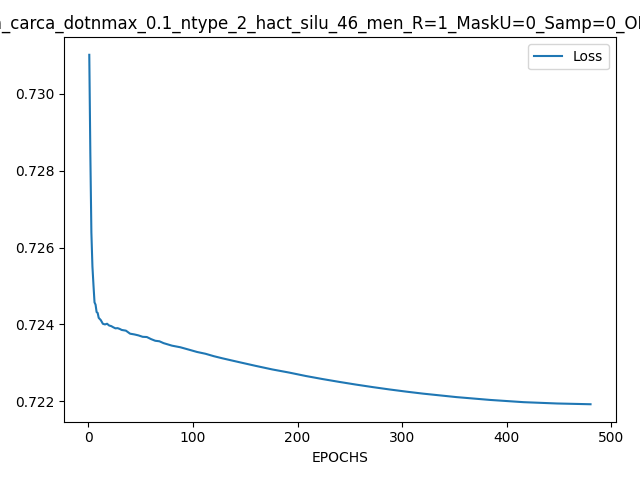 _carca_dotnmax_0.1_ntype_2_hact_silu_46_men_R=1_MaskU=0_Samp=0_O
Loss
0.730
0.728
0.726
0.724
0.722
0 100 200 300 400 500
EPOCHS